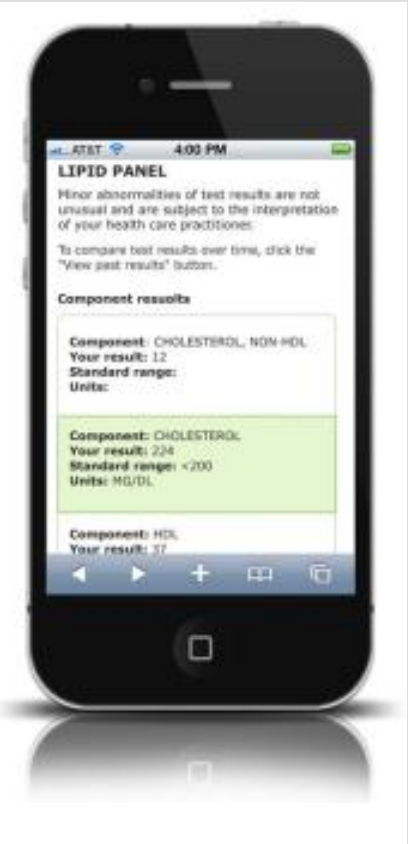 AT&T 4:00 PM
LIPID PANEL
Minor abnormalities of test results are not
unusual and are subject to the interpretation
of your health care practitioner.
To compare test results over time, click the
"View past results" button.
Component resuolts
Component: CHOLESTEROL, NON-HDL
Your result: 12
Standard range:
Units:
Component: CHOLESTEROL
Your result: 224
Standard range: <200
Units: MG/DL
Component: HDL
Your result: 37